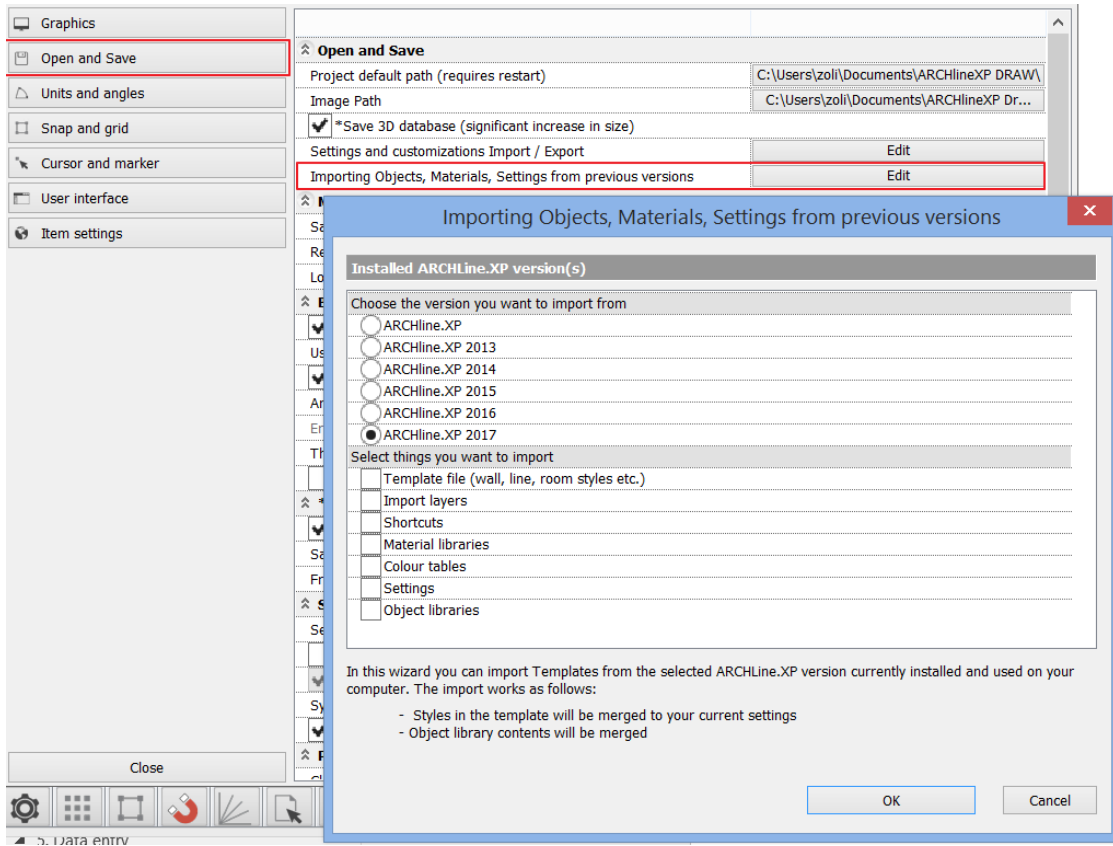 Graphics
Open and Save
Units and angles
Snap and grid
Cursor and marker
User interface
Item settings
Close
Open and Save
Project default path (requires restart) C:\Users\zoli\Documents\ARCHlineXP DRAW\
Image Path C:\Users\zoli\Documents\ARCHlineXP Dr...
*Save 3D database (significant increase in size)
Settings and customizations Import / Export Edit
Importing Objects, Materials, Settings from previous versions Edit
Importing Objects, Materials, Settings from previous versions
Installed ARCHLine.XP version(s)
Choose the version you want to import from
ARCHline.XP
ARCHline.XP 2013
ARCHline.XP 2014
ARCHline.XP 2015
ARCHline.XP 2016
ARCHline.XP 2017
Select things you want to import
Template file (wall, line, room styles etc.)
Import layers
Shortcuts
Material libraries
Colour tables
Settings
Object libraries
In this wizard you can import Templates from the selected ARCHLine.XP version currently installed and used on your
computer. The import works as follows:
- Styles in the template will be merged to your current settings
- Object library contents will be merged
OK Cancel
5. Data entry